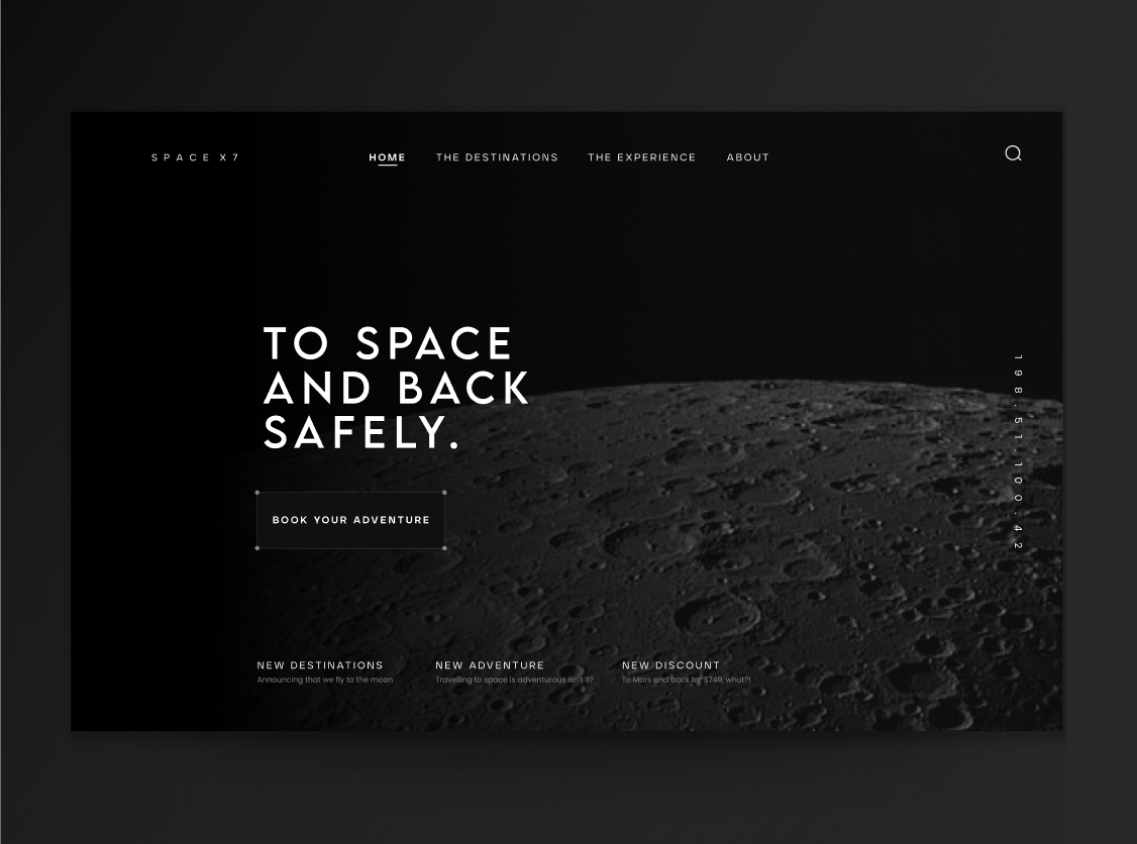 SPACE X7
HOME
THE DESTINATIONS
THE EXPERIENCE
ABOUT
TO SPACE
AND BACK
SAFELY.
198.51.100.42
BOOK YOUR ADVENTURE
NEW DESTINATIONS
Announcing that we fly to the moon
NEW ADVENTURE
Travelling to space is adventurous isn't it?
NEW DISCOUNT
To Mars and back for $749, whut?!